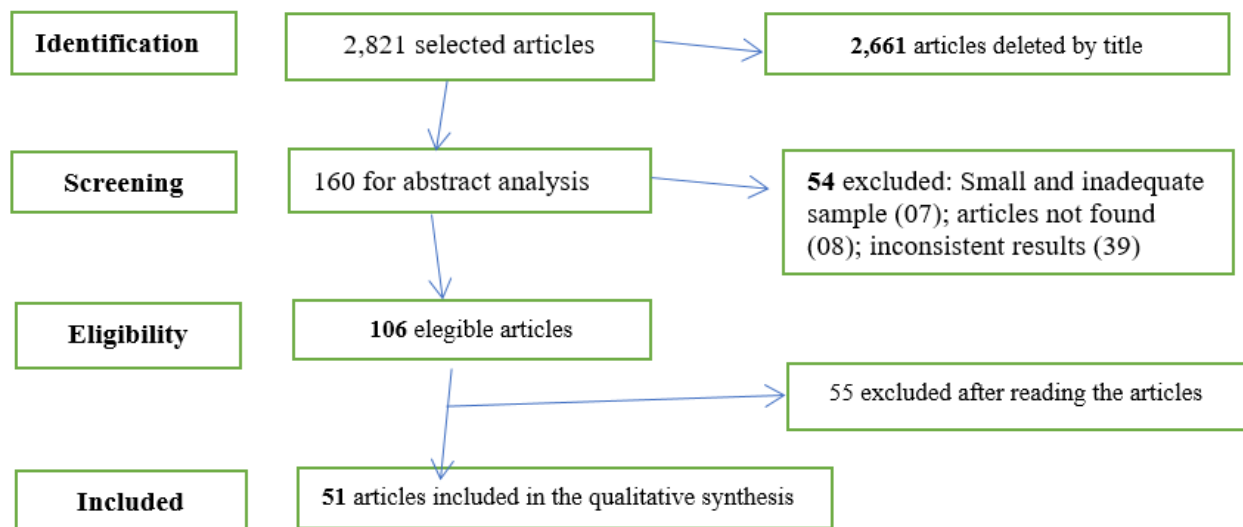 Identification
2,821 selected articles
2,661 articles deleted by title
Screening
160 for abstract analysis
54 excluded: Small and inadequate
sample (07); articles not found
(08); inconsistent results (39)
Eligibility
106 elegible articles
55 excluded after reading the articles
Included
51 articles included in the qualitative synthesis